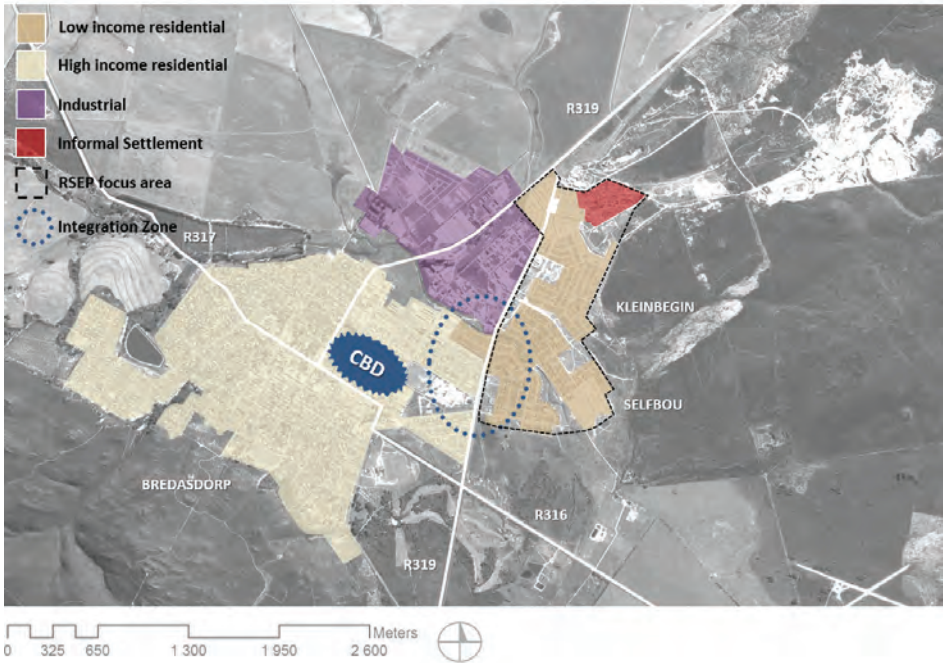 Low income residential
High income residential
Industrial
Informal Settlement
RSEP focus area
Integration Zone
R319
R317
KLEINBEGIN
CBD
SELFBOU
BREDASDORP
R316
R319
Meters
0 325 650 1 300 1 950 2 600